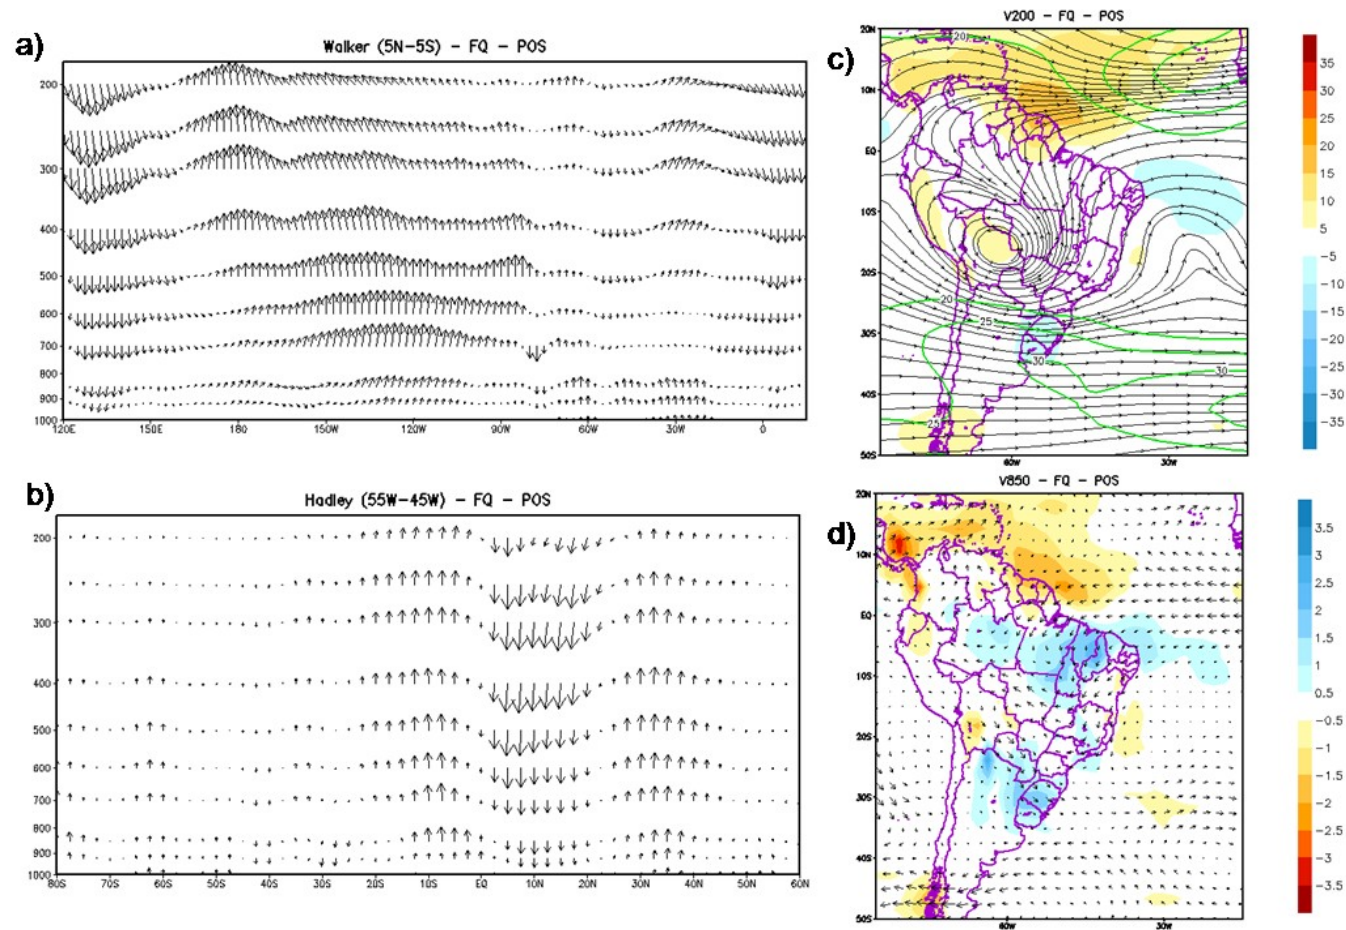 a)
Walker (5N–5S) – FQ – POS
200
300
400
500
600
700
800
900
1000
120E 150E 180 150W 120W 90W 60W 30W 0
b)
Hadley (55W–45W) – FQ – POS
200
300
400
500
600
700
800
900
1000
80S 70S 60S 50S 40S 30S 20S 10S EQ 10N 20N 30N 40N 50N 60N
c)
V200 – FQ – POS
20N
10N
EQ
10S
20S
30S
40S
50S
60W 30W
20
20
25
30
30
25
35
30
25
20
15
10
5
−5
−10
−15
−20
−25
−30
−35
d)
V850 – FQ – POS
20N
10N
EQ
10S
20S
30S
40S
50S
60W 30W
3.5
3
2.5
2
1.5
1
0.5
−0.5
−1
−1.5
−2
−2.5
−3
−3.5